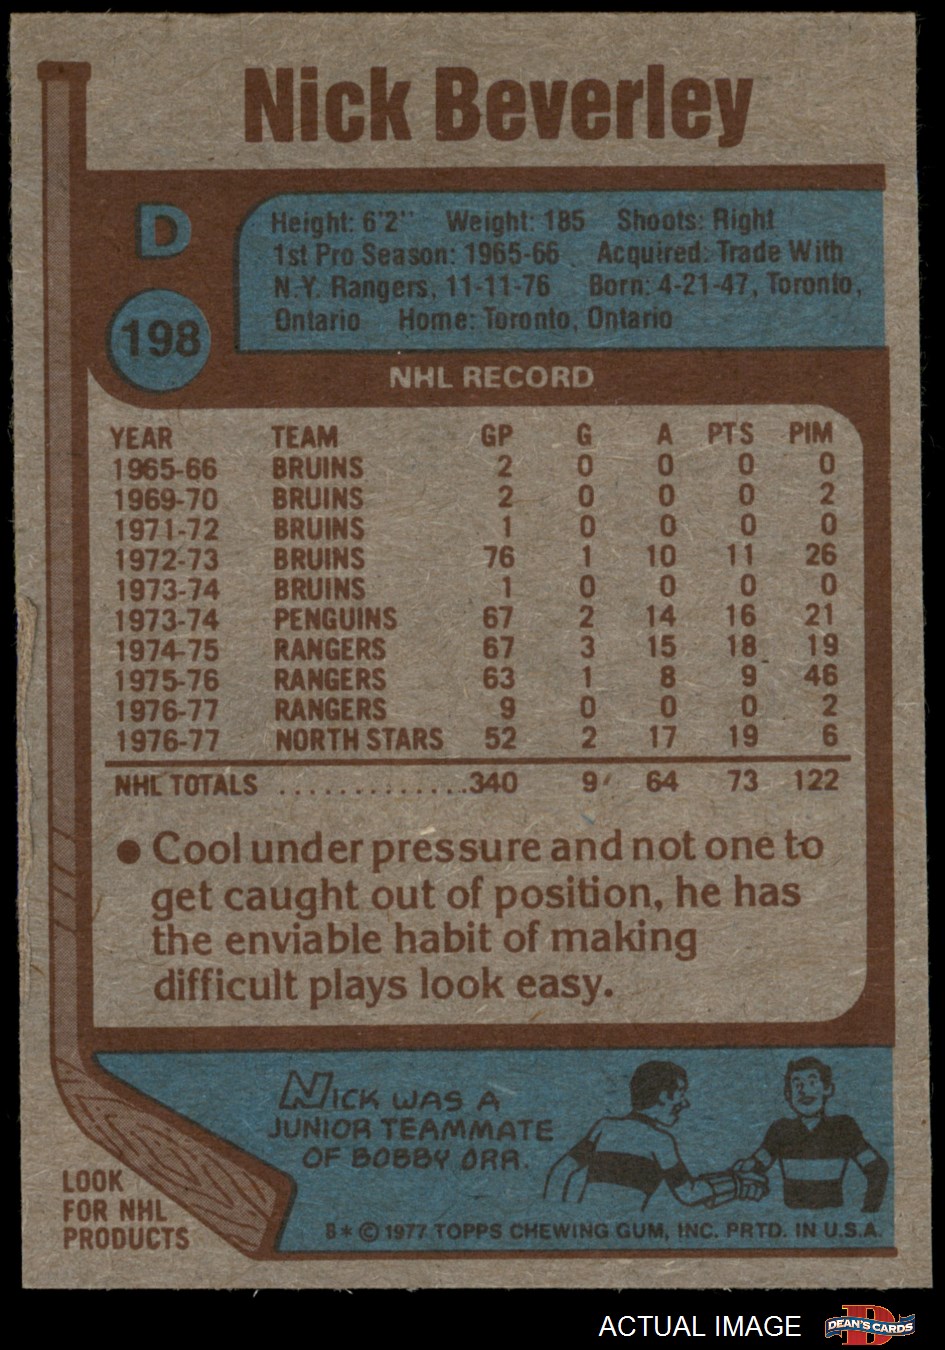 Nick Beverley
D
198
Height: 6'2" Weight: 185 Shoots: Right
1st Pro Season: 1965-66 Acquired: Trade With
N.Y. Rangers, 11-11-76 Born: 4-21-47, Toronto,
Ontario Home: Toronto, Ontario
NHL RECORD
YEAR TEAM GP G A PTS PIM
1965-66 BRUINS 2 0 0 0 0
1969-70 BRUINS 2 0 0 0 2
1971-72 BRUINS 1 0 0 0 0
1972-73 BRUINS 76 1 10 11 26
1973-74 BRUINS 1 0 0 0 0
1973-74 PENGUINS 67 2 14 16 21
1974-75 RANGERS 67 3 15 18 19
1975-76 RANGERS 63 1 8 9 46
1976-77 RANGERS 9 0 0 0 2
1976-77 NORTH STARS 52 2 17 19 6
NHL TOTALS .............340 9 64 73 122
● Cool under pressure and not one to
get caught out of position, he has
the enviable habit of making
difficult plays look easy.
NICK WAS A
JUNIOR TEAMMATE
OF BOBBY ORR.
LOOK
FOR NHL
PRODUCTS
B* © 1977 TOPPS CHEWING GUM, INC. PRTD. IN U.S.A.
ACTUAL IMAGE
DEAN'S CARDS